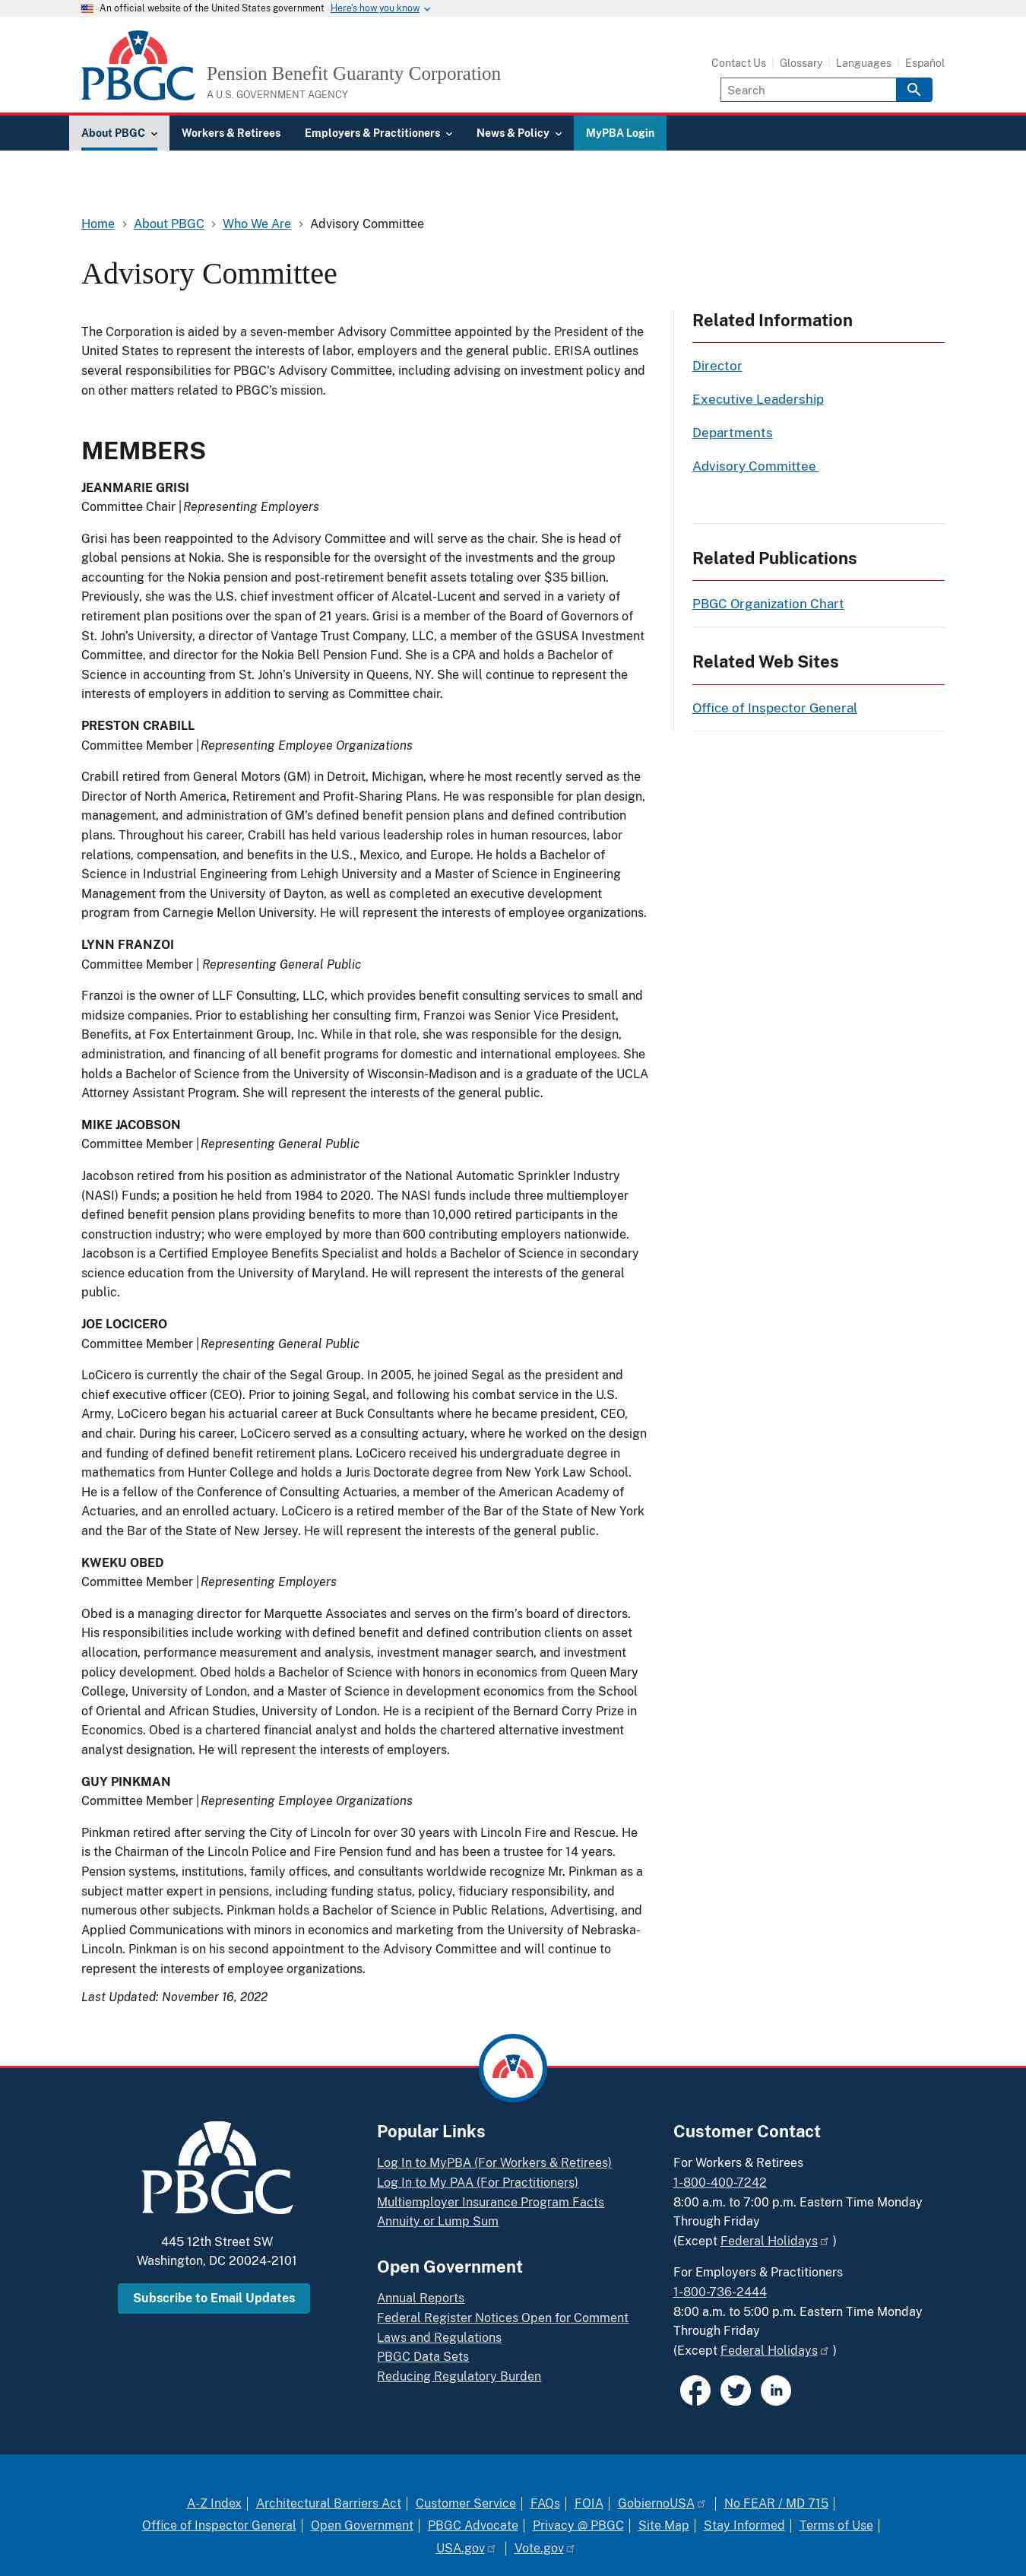 An official website of the United States government Here's how you know
PBGC
Pension Benefit Guaranty Corporation
A U.S. GOVERNMENT AGENCY
Contact Us Glossary Languages Español
Search
About PBGC Workers & Retirees Employers & Practitioners News & Policy MyPBA Login
Home About PBGC Who We Are Advisory Committee
Advisory Committee
The Corporation is aided by a seven-member Advisory Committee appointed by the President of the
United States to represent the interests of labor, employers and the general public. ERISA outlines
several responsibilities for PBGC's Advisory Committee, including advising on investment policy and
on other matters related to PBGC's mission.
MEMBERS
JEANMARIE GRISI
Committee Chair | Representing Employers
Grisi has been reappointed to the Advisory Committee and will serve as the chair. She is head of
global pensions at Nokia. She is responsible for the oversight of the investments and the group
accounting for the Nokia pension and post-retirement benefit assets totaling over $35 billion.
Previously, she was the U.S. chief investment officer of Alcatel-Lucent and served in a variety of
retirement plan positions over the span of 21 years. Grisi is a member of the Board of Governors of
St. John's University, a director of Vantage Trust Company, LLC, a member of the GSUSA Investment
Committee, and director for the Nokia Bell Pension Fund. She is a CPA and holds a Bachelor of
Science in accounting from St. John's University in Queens, NY. She will continue to represent the
interests of employers in addition to serving as Committee chair.
PRESTON CRABILL
Committee Member | Representing Employee Organizations
Crabill retired from General Motors (GM) in Detroit, Michigan, where he most recently served as the
Director of North America, Retirement and Profit-Sharing Plans. He was responsible for plan design,
management, and administration of GM's defined benefit pension plans and defined contribution
plans. Throughout his career, Crabill has held various leadership roles in human resources, labor
relations, compensation, and benefits in the U.S., Mexico, and Europe. He holds a Bachelor of
Science in Industrial Engineering from Lehigh University and a Master of Science in Engineering
Management from the University of Dayton, as well as completed an executive development
program from Carnegie Mellon University. He will represent the interests of employee organizations.
LYNN FRANZOI
Committee Member | Representing General Public
Franzoi is the owner of LLF Consulting, LLC, which provides benefit consulting services to small and
midsize companies. Prior to establishing her consulting firm, Franzoi was Senior Vice President,
Benefits, at Fox Entertainment Group, Inc. While in that role, she was responsible for the design,
administration, and financing of all benefit programs for domestic and international employees. She
holds a Bachelor of Science from the University of Wisconsin-Madison and is a graduate of the UCLA
Attorney Assistant Program. She will represent the interests of the general public.
MIKE JACOBSON
Committee Member | Representing General Public
Jacobson retired from his position as administrator of the National Automatic Sprinkler Industry
(NASI) Funds; a position he held from 1984 to 2020. The NASI funds include three multiemployer
defined benefit pension plans providing benefits to more than 10,000 retired participants in the
construction industry; who were employed by more than 600 contributing employers nationwide.
Jacobson is a Certified Employee Benefits Specialist and holds a Bachelor of Science in secondary
science education from the University of Maryland. He will represent the interests of the general
public.
JOE LOCICERO
Committee Member | Representing General Public
LoCicero is currently the chair of the Segal Group. In 2005, he joined Segal as the president and
chief executive officer (CEO). Prior to joining Segal, and following his combat service in the U.S.
Army, LoCicero began his actuarial career at Buck Consultants where he became president, CEO,
and chair. During his career, LoCicero served as a consulting actuary, where he worked on the design
and funding of defined benefit retirement plans. LoCicero received his undergraduate degree in
mathematics from Hunter College and holds a Juris Doctorate degree from New York Law School.
He is a fellow of the Conference of Consulting Actuaries, a member of the American Academy of
Actuaries, and an enrolled actuary. LoCicero is a retired member of the Bar of the State of New York
and the Bar of the State of New Jersey. He will represent the interests of the general public.
KWEKU OBED
Committee Member | Representing Employers
Obed is a managing director for Marquette Associates and serves on the firm's board of directors.
His responsibilities include working with defined benefit and defined contribution clients on asset
allocation, performance measurement and analysis, investment manager search, and investment
policy development. Obed holds a Bachelor of Science with honors in economics from Queen Mary
College, University of London, and a Master of Science in development economics from the School
of Oriental and African Studies, University of London. He is a recipient of the Bernard Corry Prize in
Economics. Obed is a chartered financial analyst and holds the chartered alternative investment
analyst designation. He will represent the interests of employers.
GUY PINKMAN
Committee Member | Representing Employee Organizations
Pinkman retired after serving the City of Lincoln for over 30 years with Lincoln Fire and Rescue. He
is the Chairman of the Lincoln Police and Fire Pension fund and has been a trustee for 14 years.
Pension systems, institutions, family offices, and consultants worldwide recognize Mr. Pinkman as a
subject matter expert in pensions, including funding status, policy, fiduciary responsibility, and
numerous other subjects. Pinkman holds a Bachelor of Science in Public Relations, Advertising, and
Applied Communications with minors in economics and marketing from the University of Nebraska-
Lincoln. Pinkman is on his second appointment to the Advisory Committee and will continue to
represent the interests of employee organizations.
Last Updated: November 16, 2022
Related Information
Director
Executive Leadership
Departments
Advisory Committee
Related Publications
PBGC Organization Chart
Related Web Sites
Office of Inspector General
PBGC
445 12th Street SW
Washington, DC 20024-2101
Subscribe to Email Updates
Popular Links
Log In to MyPBA (For Workers & Retirees)
Log In to My PAA (For Practitioners)
Multiemployer Insurance Program Facts
Annuity or Lump Sum
Open Government
Annual Reports
Federal Register Notices Open for Comment
Laws and Regulations
PBGC Data Sets
Reducing Regulatory Burden
Customer Contact
For Workers & Retirees
1-800-400-7242
8:00 a.m. to 7:00 p.m. Eastern Time Monday
Through Friday
(Except Federal Holidays )
For Employers & Practitioners
1-800-736-2444
8:00 a.m. to 5:00 p.m. Eastern Time Monday
Through Friday
(Except Federal Holidays )
in
A-Z Index | Architectural Barriers Act | Customer Service | FAQs | FOIA | GobiernoUSA | No FEAR / MD 715 |
Office of Inspector General | Open Government | PBGC Advocate | Privacy @ PBGC | Site Map | Stay Informed | Terms of Use |
USA.gov | Vote.gov